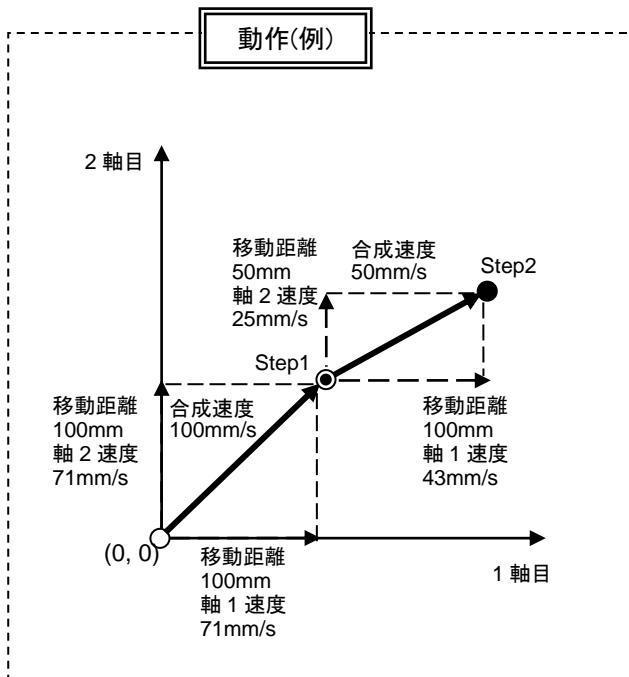 動作(例)
2 軸目
移動距離
50mm
軸 2 速度
25mm/s
合成速度
50mm/s
Step2
Step1
移動距離
100mm
軸 2 速度
71mm/s
合成速度
100mm/s
移動距離
100mm
軸 1 速度
43mm/s
(0, 0)
移動距離
100mm
軸 1 速度
71mm/s
1 軸目